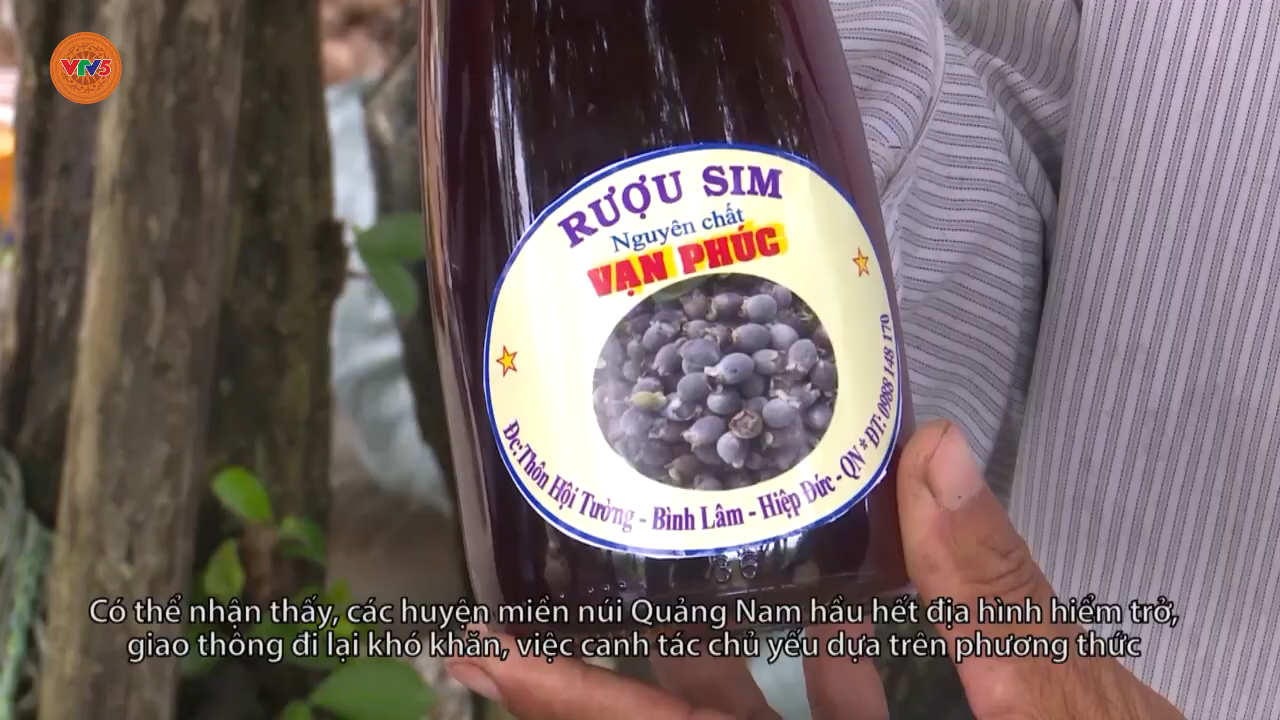 VTV5
RƯỢU SIM
Nguyên chất
VẠN PHÚC
Đc:Thôn Hội Tường - Bình Lâm - Hiệp Đức - QN * ĐT: 0988 148 179
Có thể nhận thấy, các huyện miền núi Quảng Nam hầu hết địa hình hiểm trở,
giao thông đi lại khó khăn, việc canh tác chủ yếu dựa trên phương thức